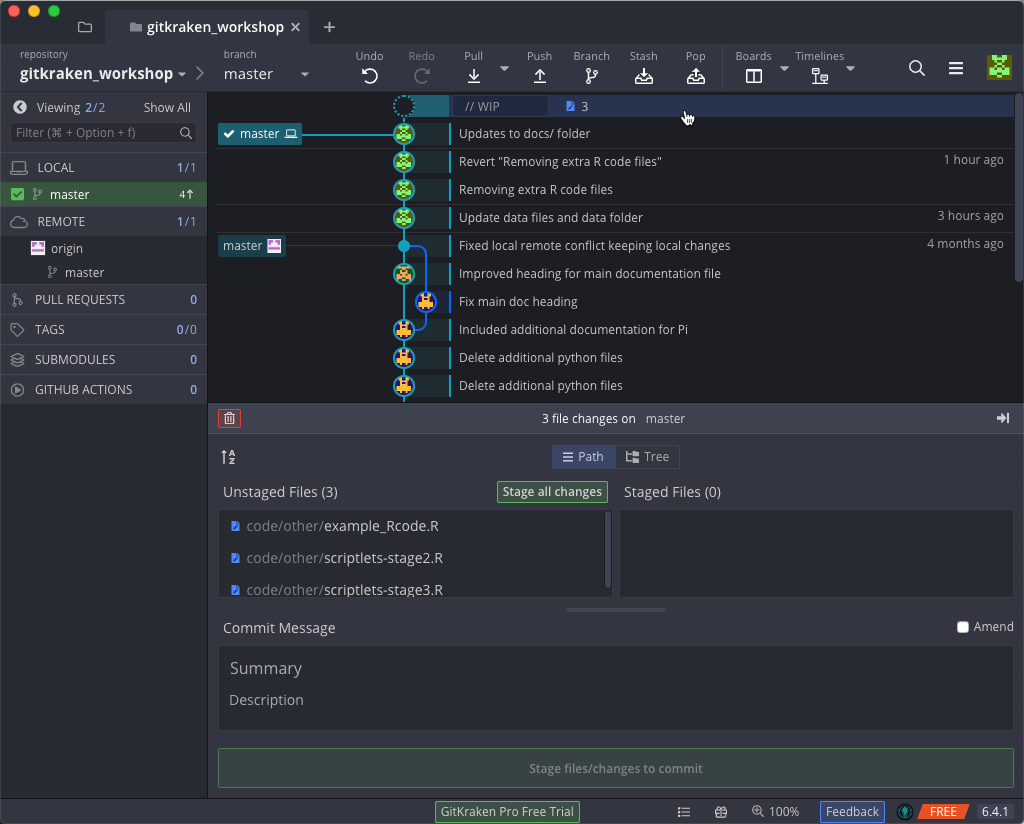 gitkraken_workshop
repository
gitkraken_workshop
branch
master
Undo
Redo
Pull
Push
Branch
Stash
Pop
Boards
Timelines
Viewing 2/2
Show All
Filter (⌘ + Option + f)
LOCAL
1/1
master
4↑
REMOTE
1/1
origin
master
PULL REQUESTS
0
TAGS
0/0
SUBMODULES
0
GITHUB ACTIONS
0
// WIP
3
master
Updates to docs/ folder
Revert "Removing extra R code files"
1 hour ago
Removing extra R code files
Update data files and data folder
3 hours ago
master
Fixed local remote conflict keeping local changes
4 months ago
Improved heading for main documentation file
Fix main doc heading
Included additional documentation for Pi
Delete additional python files
Delete additional python files
3 file changes on master
Path
Tree
Unstaged Files (3)
Stage all changes
Staged Files (0)
code/other/example_Rcode.R
code/other/scriptlets-stage2.R
code/other/scriptlets-stage3.R
Commit Message
Amend
Summary
Description
Stage files/changes to commit
GitKraken Pro Free Trial
100%
Feedback
FREE
6.4.1